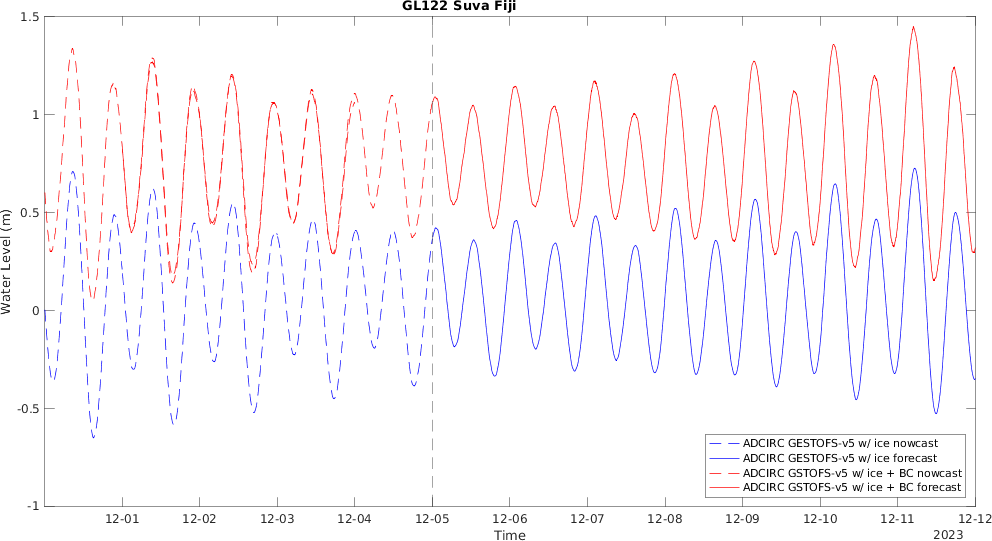 GL122 Suva Fiji
1.5
1
0.5
0
-0.5
-1
Water Level (m)
ADCIRC GESTOFS-v5 w/ ice nowcast
ADCIRC GESTOFS-v5 w/ ice forecast
ADCIRC GSTOFS-v5 w/ ice + BC nowcast
ADCIRC GSTOFS-v5 w/ ice + BC forecast
12-01 12-02 12-03 12-04 12-05 12-06 12-07 12-08 12-09 12-10 12-11 12-12
Time
2023